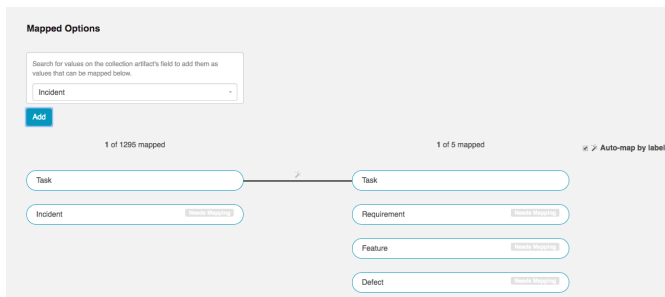 Mapped Options
Search for values on the collection artifact's field to add them as
values that can be mapped below.
Incident
Add
1 of 1295 mapped
1 of 5 mapped
Auto-map by label
Task
Task
Incident
Needs Mapping
Requirement
Needs Mapping
Feature
Needs Mapping
Defect
Needs Mapping